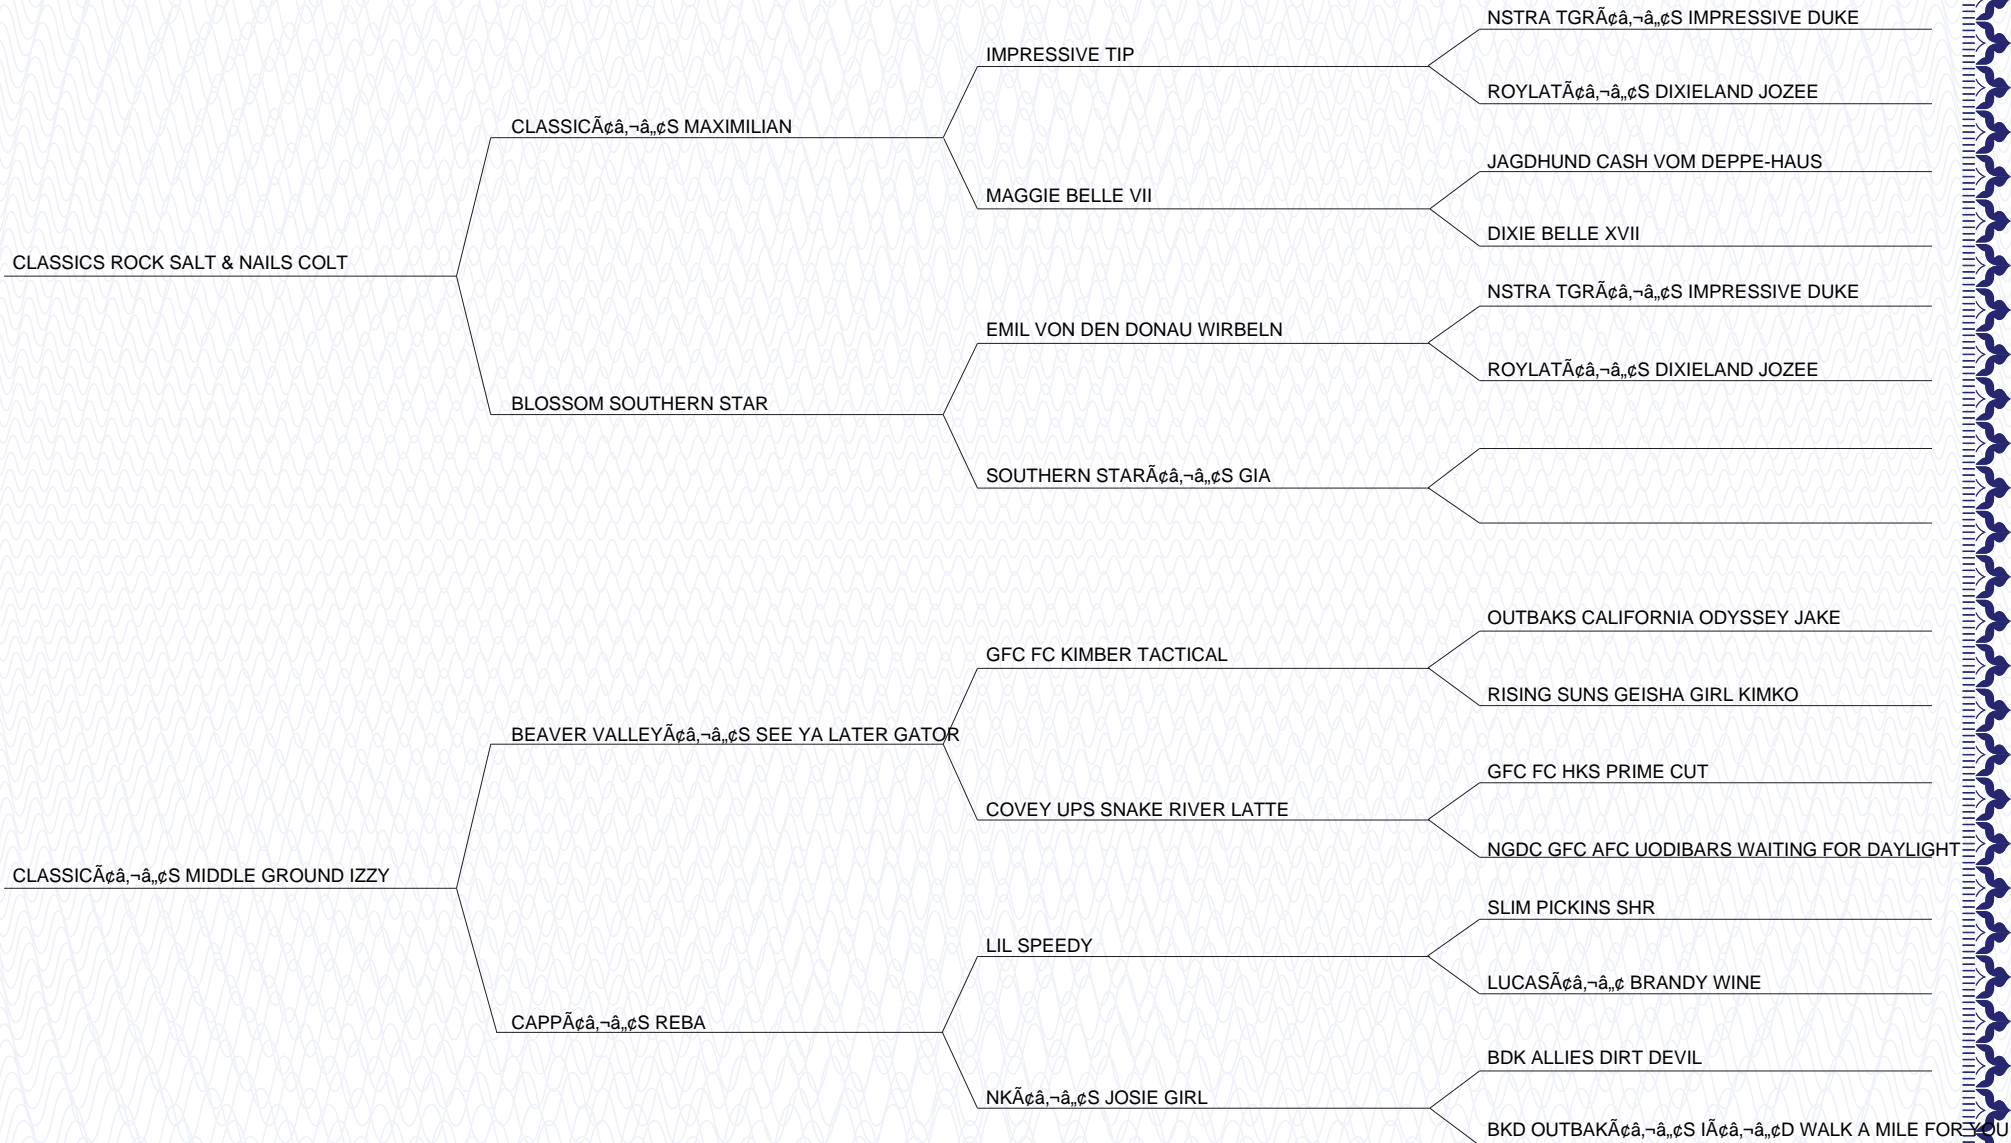 NSTRA TGRÃ¢â‚¬â„¢S IMPRESSIVE DUKE
IMPRESSIVE TIP
ROYLATÃ¢â‚¬â„¢S DIXIELAND JOZEE
CLASSICÃ¢â‚¬â„¢S MAXIMILIAN
JAGDHUND CASH VOM DEPPE-HAUS
MAGGIE BELLE VII
DIXIE BELLE XVII
CLASSICS ROCK SALT & NAILS COLT
NSTRA TGRÃ¢â‚¬â„¢S IMPRESSIVE DUKE
EMIL VON DEN DONAU WIRBELN
ROYLATÃ¢â‚¬â„¢S DIXIELAND JOZEE
BLOSSOM SOUTHERN STAR
SOUTHERN STARÃ¢â‚¬â„¢S GIA
OUTBAKS CALIFORNIA ODYSSEY JAKE
GFC FC KIMBER TACTICAL
RISING SUNS GEISHA GIRL KIMKO
BEAVER VALLEYÃ¢â‚¬â„¢S SEE YA LATER GATOR
GFC FC HKS PRIME CUT
COVEY UPS SNAKE RIVER LATTE
NGDC GFC AFC UODIBARS WAITING FOR DAYLIGHT
CLASSICÃ¢â‚¬â„¢S MIDDLE GROUND IZZY
SLIM PICKINS SHR
LIL SPEEDY
LUCASÃ¢â‚¬â„¢ BRANDY WINE
CAPPÃ¢â‚¬â„¢S REBA
BDK ALLIES DIRT DEVIL
NKÃ¢â‚¬â„¢S JOSIE GIRL
BKD OUTBAKÃ¢â‚¬â„¢S IÃ¢â‚¬â„¢D WALK A MILE FOR YOU